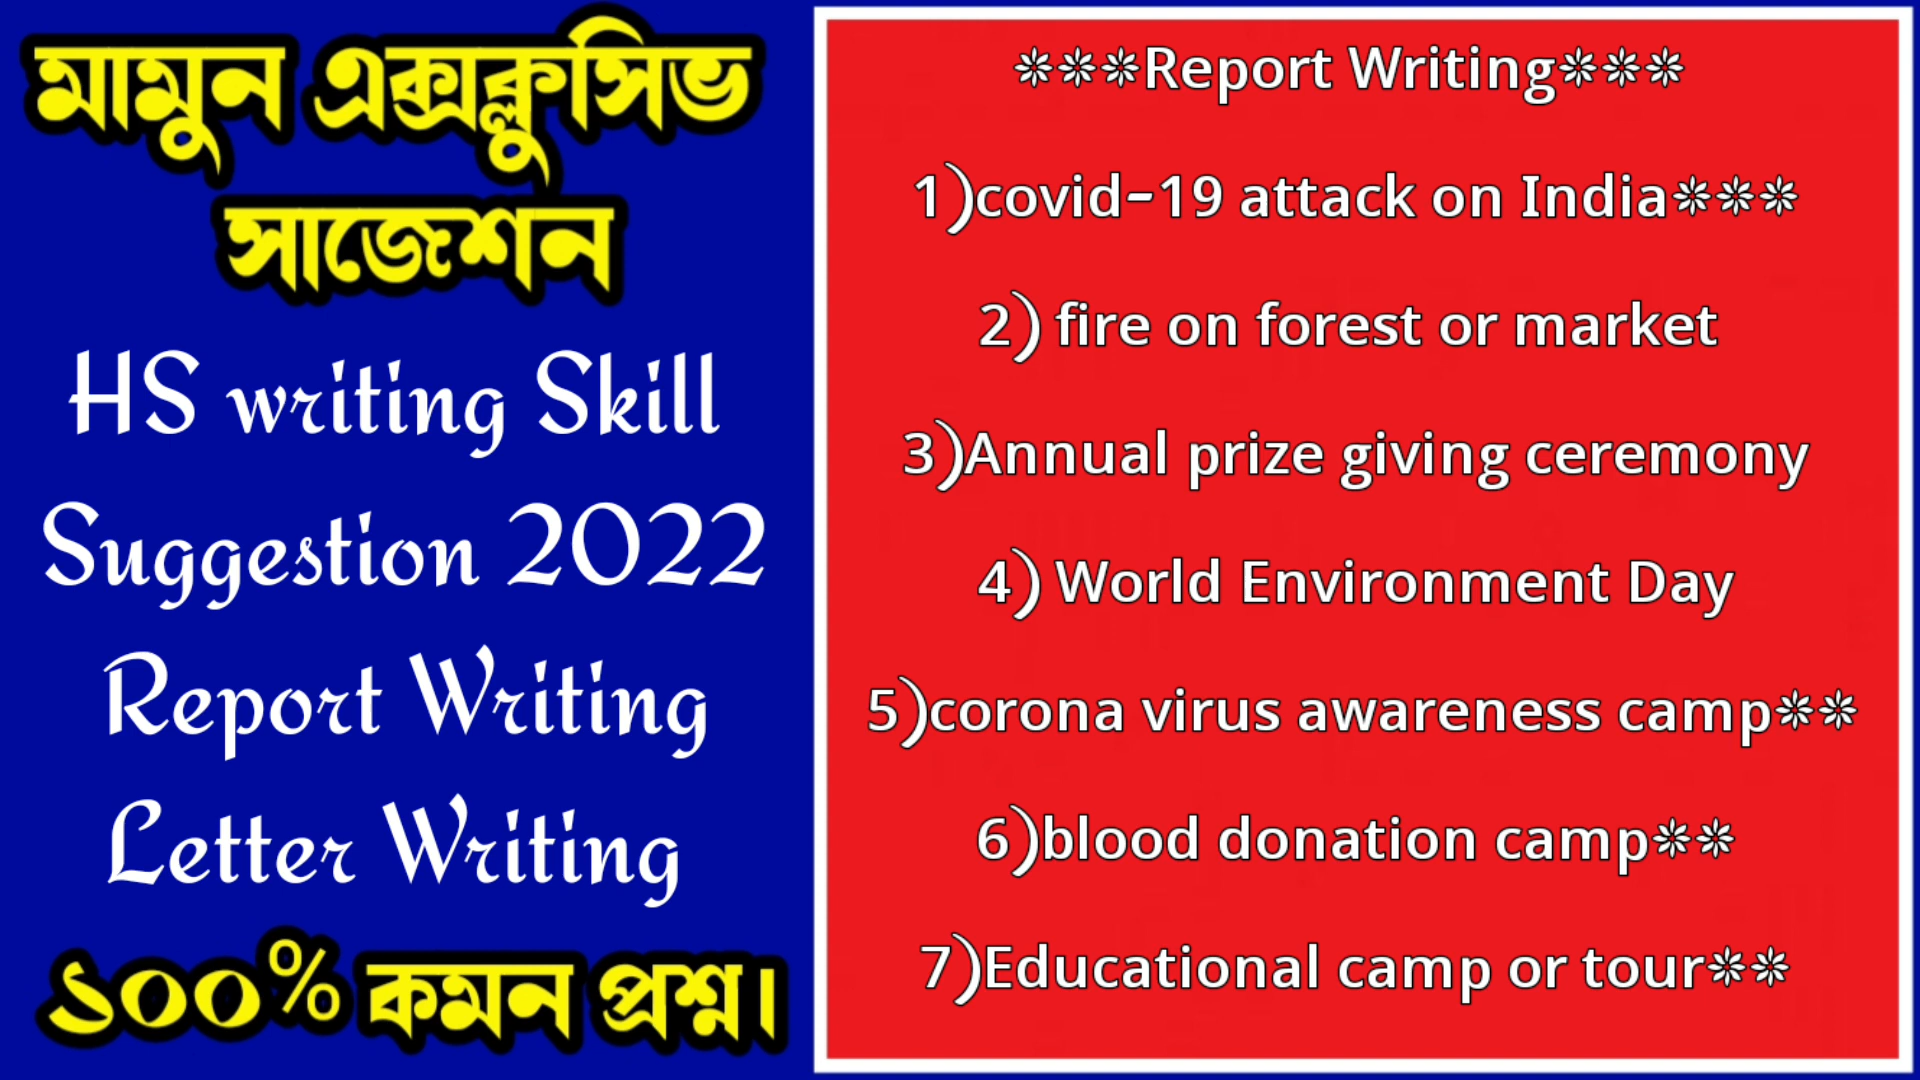 মামুন এক্সক্লুসিভ
সাজেশন
HS writing Skill
Suggestion 2022
Report Writing
Letter Writing
১০০% কমন প্রশ্ন।
***Report Writing***
1)covid-19 attack on India***
2) fire on forest or market
3)Annual prize giving ceremony
4) World Environment Day
5)corona virus awareness camp**
6)blood donation camp**
7)Educational camp or tour**